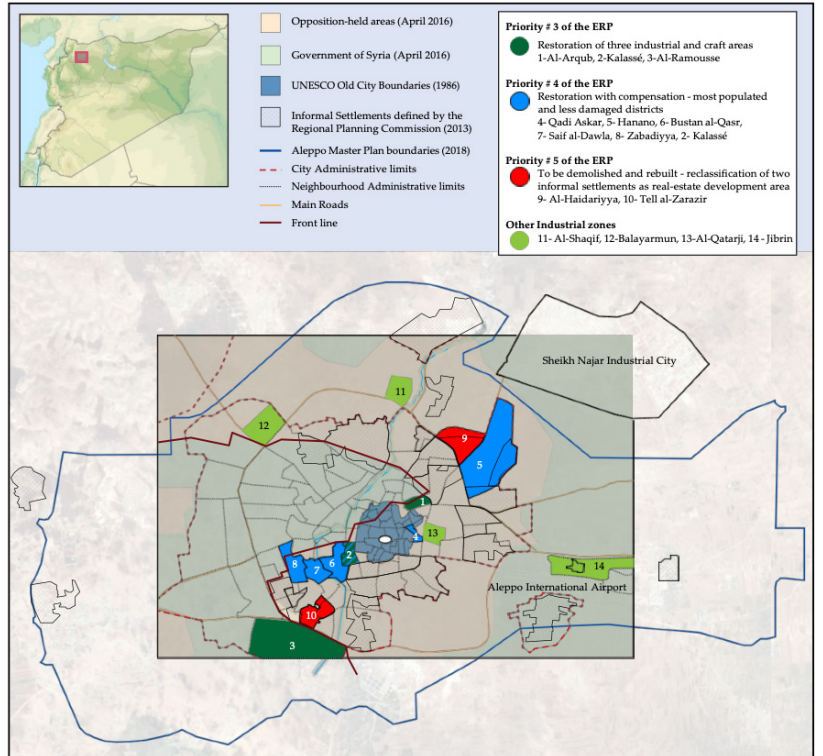 Opposition-held areas (April 2016)
Government of Syria (April 2016)
UNESCO Old City Boundaries (1986)
Informal Settlements defined by the
Regional Planning Commission (2013)
Aleppo Master Plan boundaries (2018)
City Administrative limits
Neighbourhood Administrative limits
Main Roads
Front line
Priority # 3 of the ERP
Restoration of three industrial and craft areas
1-Al-Arqub, 2-Kalassé, 3-Al-Ramousse
Priority #4 of the ERP
Restoration with compensation - most populated
and less damaged districts
4- Qadi Askar, 5- Hanano, 6- Bustan al-Qasr,
7- Saif al-Dawla, 8- Zabadiyya, 2- Kalassé
Priority # 5 of the ERP
To be demolished and rebuilt - reclassification of two
informal settlements as real-estate development area
9- Al-Haidariyya, 10- Tell al-Zarazir
Other Industrial zones
11- Al-Shaqif, 12-Balayarmun, 13-Al-Qatarji, 14 - Jibrin
Sheikh Najar Industrial City
11
12
9
5
1
4
13
2
8
7
6
14
Aleppo International Airport
10
3